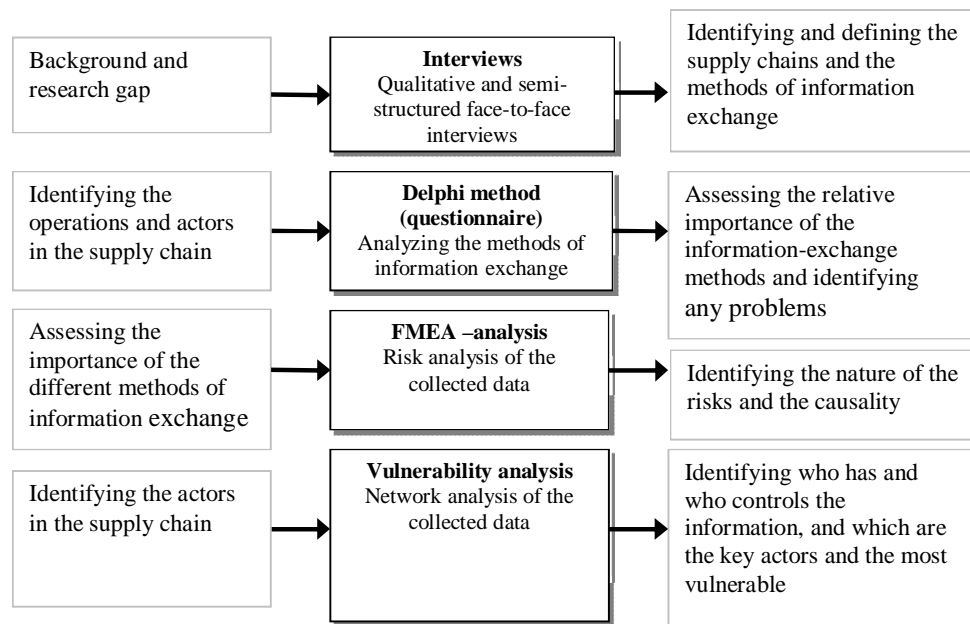 Background and
research gap
Interviews
Qualitative and semi-
structured face-to-face
interviews
Identifying and defining the
supply chains and the
methods of information
exchange
Identifying the
operations and actors
in the supply chain
Delphi method
(questionnaire)
Analyzing the methods of
information exchange
Assessing the relative
importance of the
information-exchange
methods and identifying
any problems
Assessing the
importance of the
different methods of
information exchange
FMEA –analysis
Risk analysis of the
collected data
Identifying the nature of the
risks and the causality
Identifying the actors
in the supply chain
Vulnerability analysis
Network analysis of the
collected data
Identifying who has and
who controls the
information, and which are
the key actors and the most
vulnerable